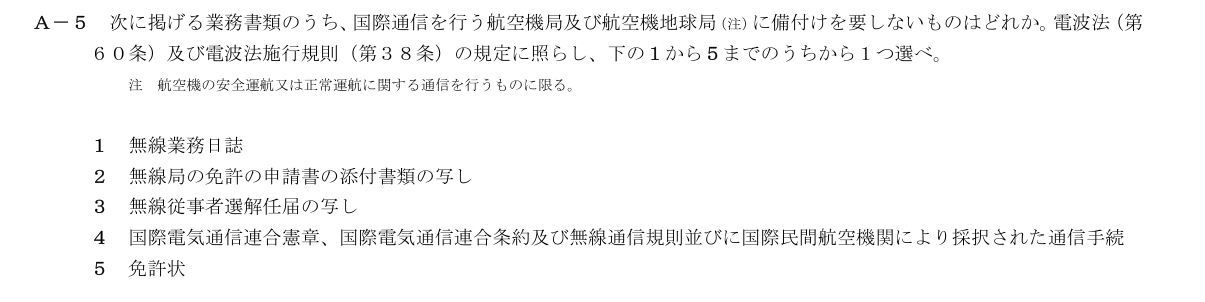 A－5　次に掲げる業務書類のうち、国際通信を行う航空機局及び航空機地球局（注）に備付けを要しないものはどれか。電波法（第
６０条）及び電波法施行規則（第３８条）の規定に照らし、下の1から5までのうちから１つ選べ。
注　航空機の安全運航又は正常運航に関する通信を行うものに限る。
1　無線業務日誌
2　無線局の免許の申請書の添付書類の写し
3　無線従事者選解任届の写し
4　国際電気通信連合憲章、国際電気通信連合条約及び無線通信規則並びに国際民間航空機関により採択された通信手続
5　免許状